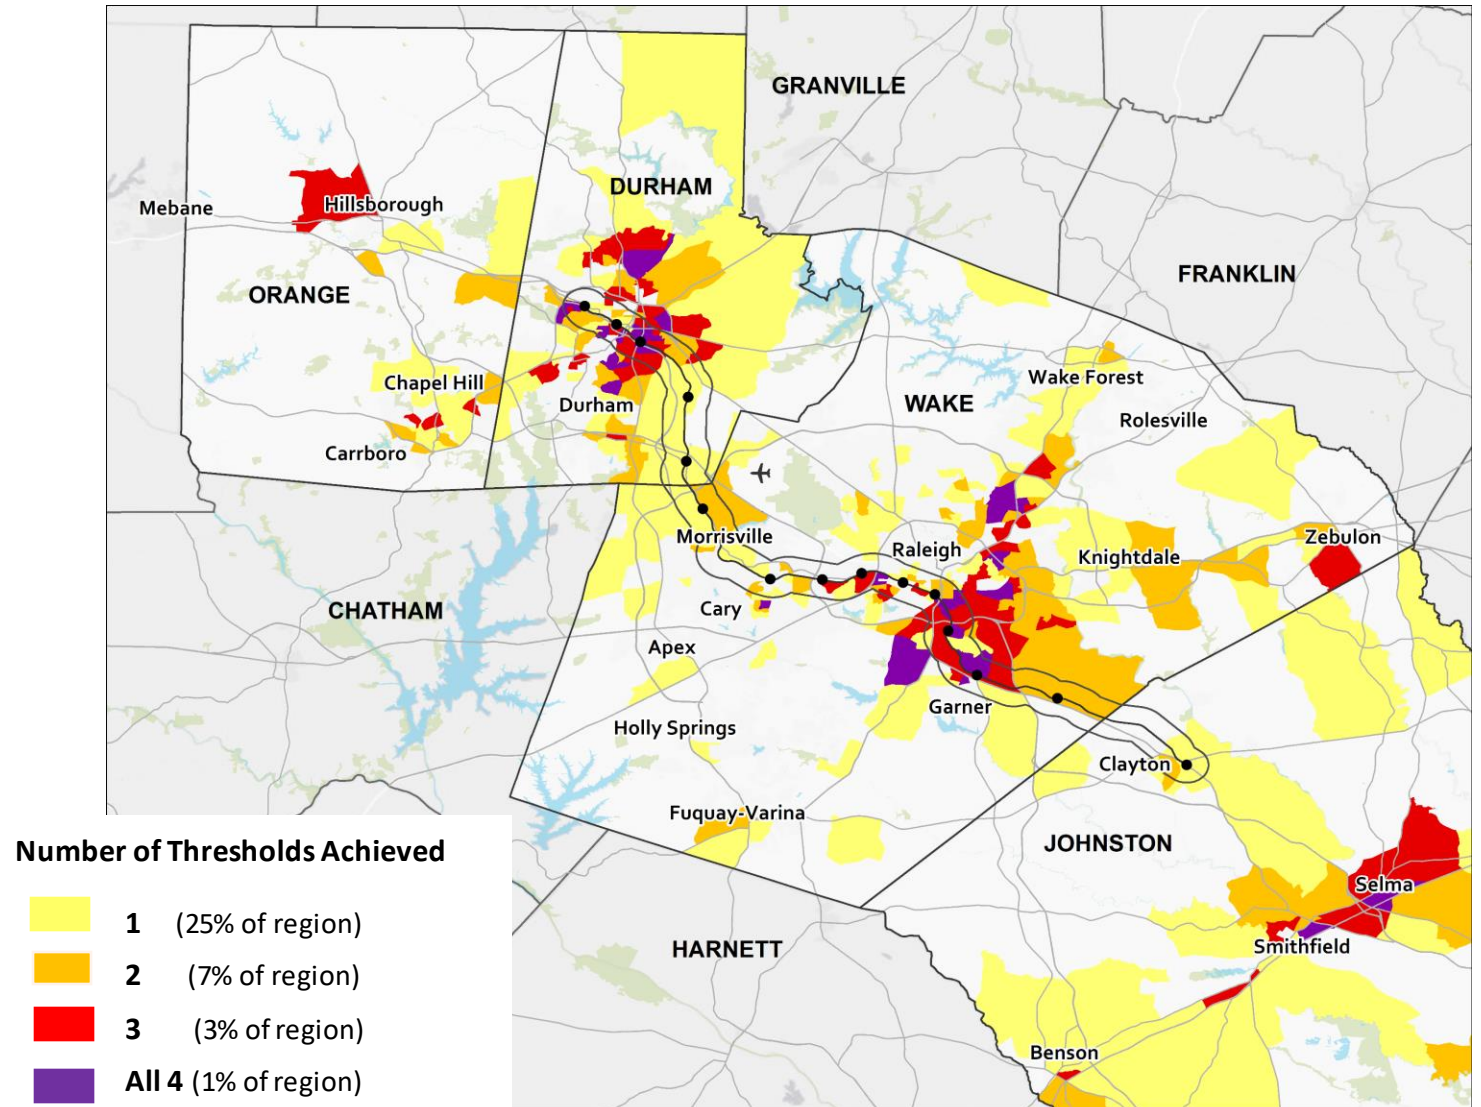 GRANVILLE
DURHAM
Mebane
Hillsborough
FRANKLIN
ORANGE
Chapel Hill
Wake Forest
WAKE
Durham
Rolesville
Carrboro
Morrisville
Raleigh
Knightdale
Zebulon
CHATHAM
Cary
Apex
Garner
Holly Springs
Clayton
Fuquay-Varina
JOHNSTON
Selma
Smithfield
HARNETT
Benson
Number of Thresholds Achieved
1 (25% of region)
2 (7% of region)
3 (3% of region)
All 4 (1% of region)